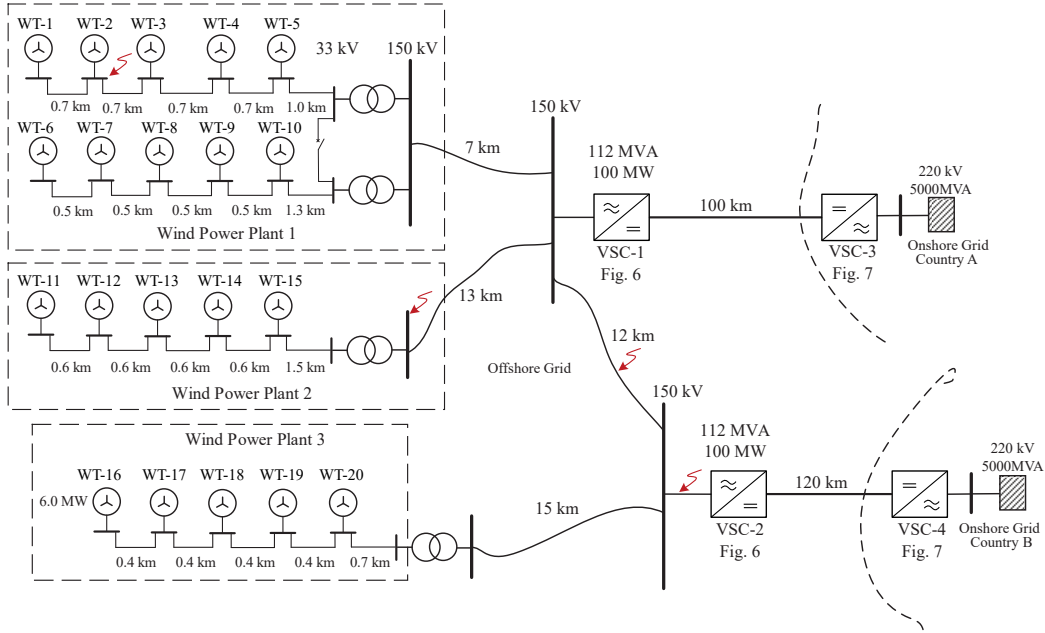 WT-1 WT-2 WT-3 WT-4 WT-5
33 kV
150 kV
0.7 km 0.7 km 0.7 km 0.7 km 1.0 km
WT-6 WT-7 WT-8 WT-9 WT-10
0.5 km 0.5 km 0.5 km 0.5 km 1.3 km
Wind Power Plant 1
7 km
150 kV
112 MVA
100 MW
VSC-1
Fig. 6
100 km
VSC-3
Fig. 7
220 kV
5000MVA
Onshore Grid
Country A
WT-11 WT-12 WT-13 WT-14 WT-15
0.6 km 0.6 km 0.6 km 0.6 km 1.5 km
Wind Power Plant 2
13 km
Offshore Grid
12 km
150 kV
Wind Power Plant 3
WT-16 WT-17 WT-18 WT-19 WT-20
6.0 MW
0.4 km 0.4 km 0.4 km 0.4 km 0.7 km
15 km
112 MVA
100 MW
VSC-2
Fig. 6
120 km
VSC-4
Fig. 7
220 kV
5000MVA
Onshore Grid
Country B